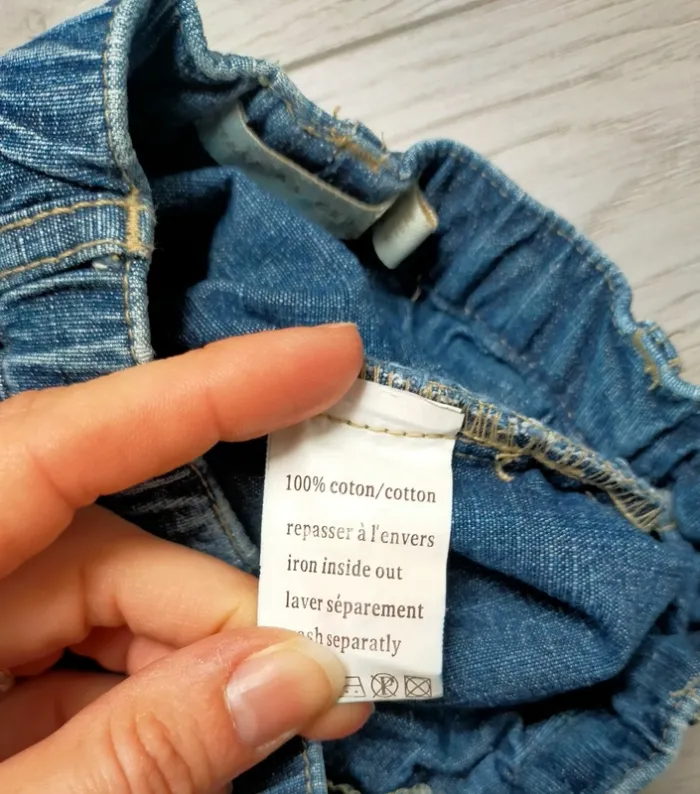 100% coton/cotton
repasser à l'envers
iron inside out
laver séparement
separatly